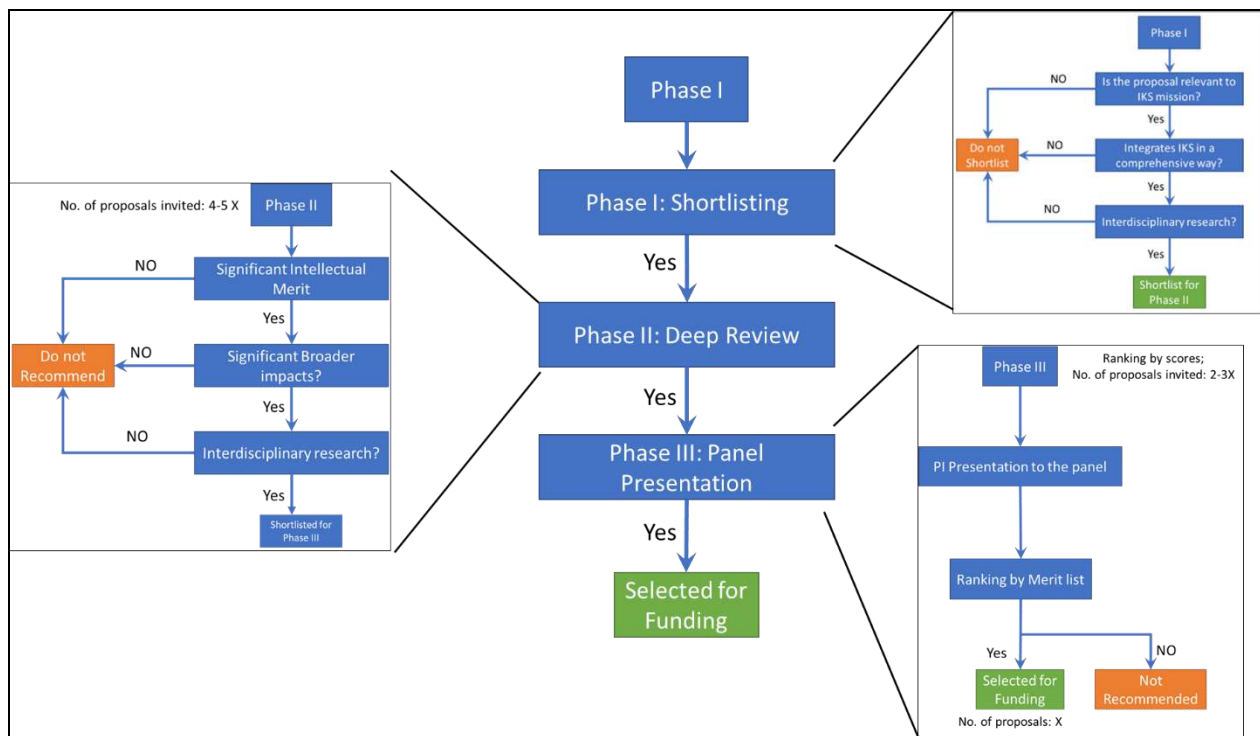 Phase I
Phase I: Shortlisting
Yes
Phase II: Deep Review
Yes
Phase III: Panel
Presentation
Yes
Selected for
Funding
Phase I
NO
Is the proposal relevant to
IKS mission?
Yes
Do not
Shortlist
NO
Integrates IKS in a
comprehensive way?
Yes
NO
Interdisciplinary research?
Yes
Shortlist for
Phase II
No. of proposals invited: 4-5 X
Phase II
NO
Significant Intellectual
Merit
Yes
Do not
Recommend
NO
Significant Broader
impacts?
Yes
NO
Interdisciplinary research?
Yes
Shortlisted for
Phase III
Phase III
Ranking by scores;
No. of proposals invited: 2-3X
PI Presentation to the panel
Ranking by Merit list
Yes
NO
Selected for
Funding
Not
Recommended
No. of proposals: X